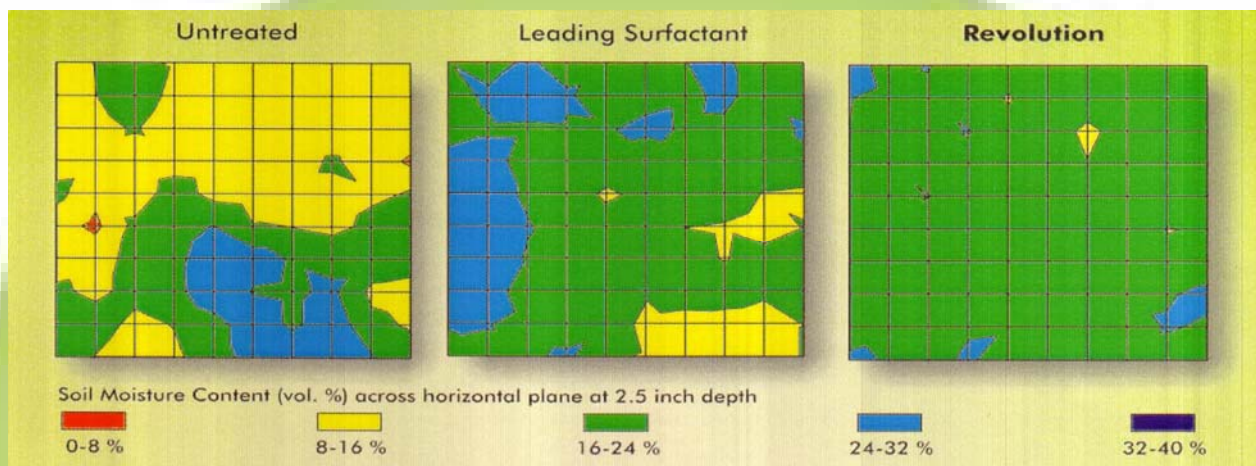 Untreated
Leading Surfactant
Revolution
Soil Moisture Content (vol. %) across horizontal plane at 2.5 inch depth
0-8 %
8-16 %
16-24 %
24-32 %
32-40 %